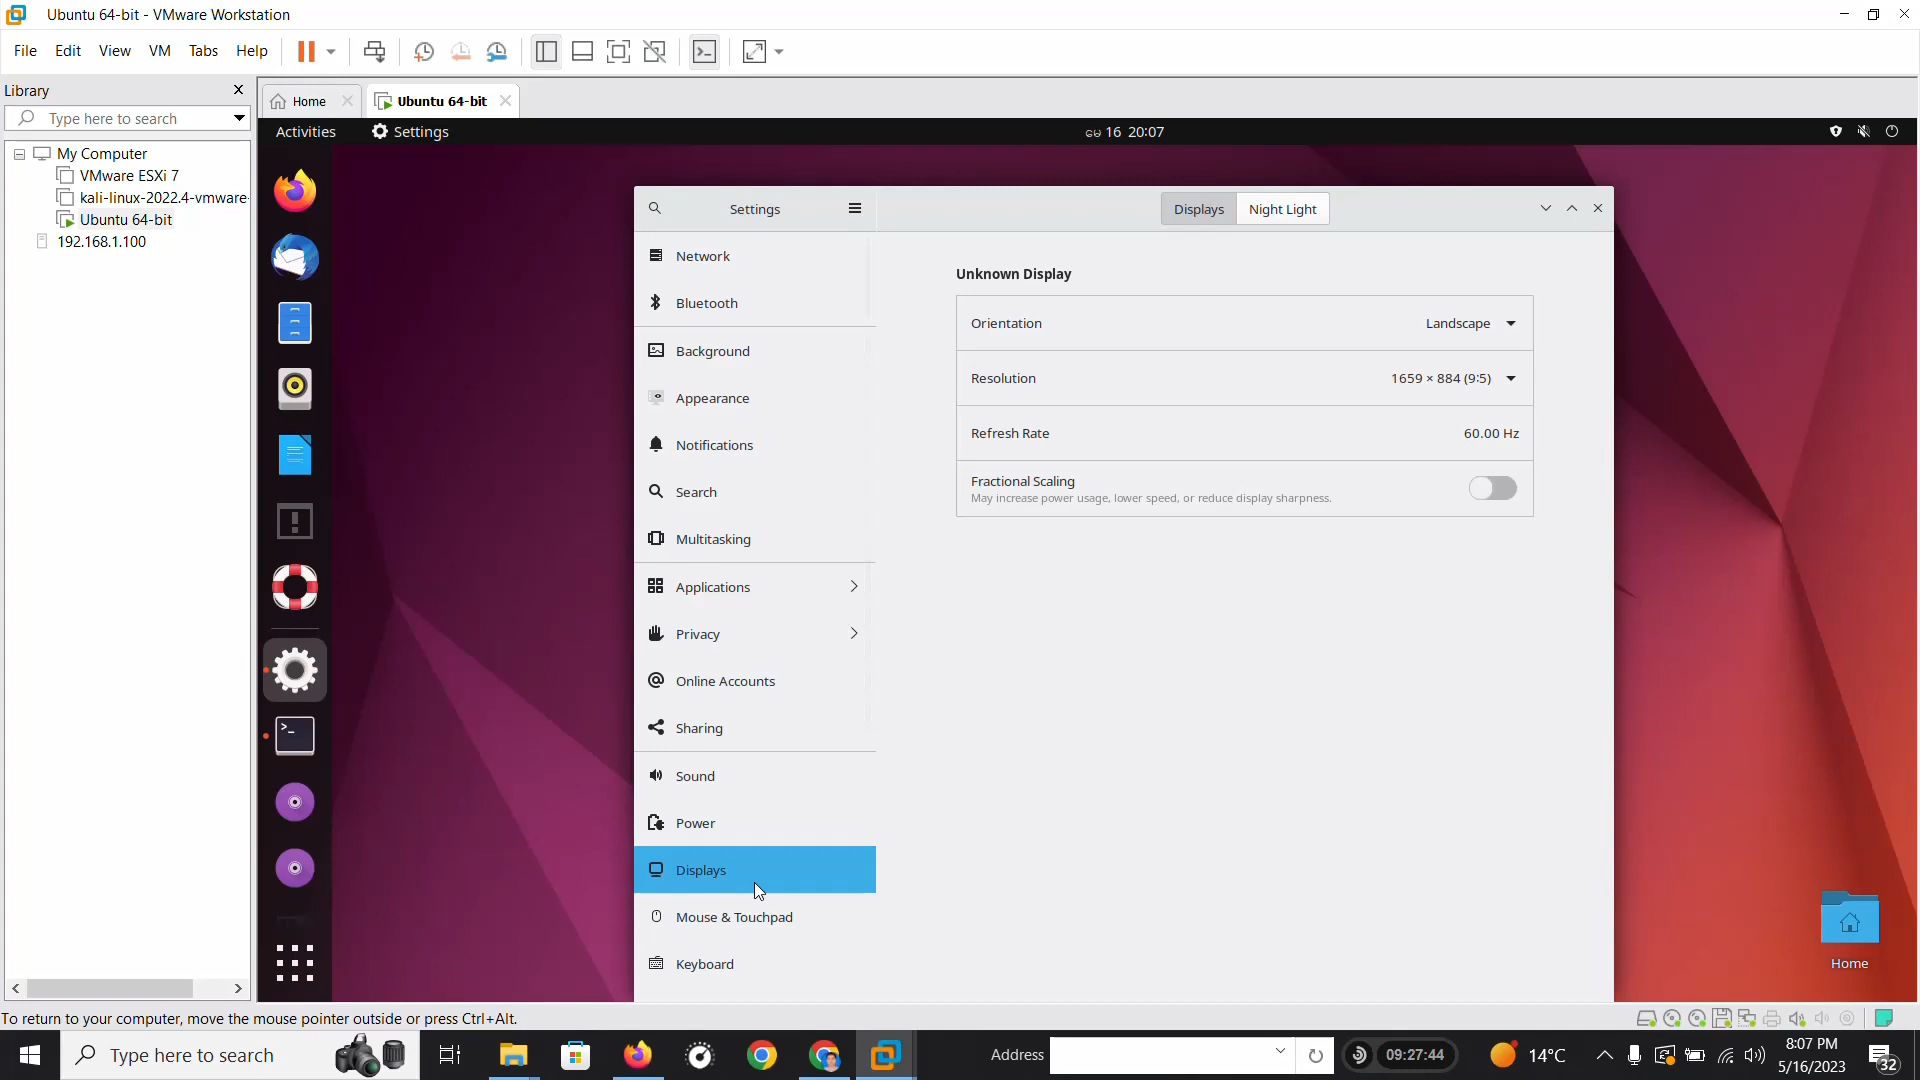 Ubuntu 64-bit - VMware Workstation
File Edit View VM Tabs Help
Library
Type here to search
My Computer
VMware ESXi 7
kali-linux-2022.4-vmware-
Ubuntu 64-bit
192.168.1.100
Home
Ubuntu 64-bit
Activities
Settings
မေ 16 20:07
Settings
Displays
Night Light
Network
Bluetooth
Background
Appearance
Notifications
Search
Multitasking
Applications
Privacy
Online Accounts
Sharing
Sound
Power
Displays
Mouse & Touchpad
Keyboard
Unknown Display
Orientation Landscape
Resolution 1659 × 884 (9:5)
Refresh Rate 60.00 Hz
Fractional Scaling
May increase power usage, lower speed, or reduce display sharpness.
Home
To return to your computer, move the mouse pointer outside or press Ctrl+Alt.
Type here to search
Address
09:27:44
14°C
8:07 PM
5/16/2023
32